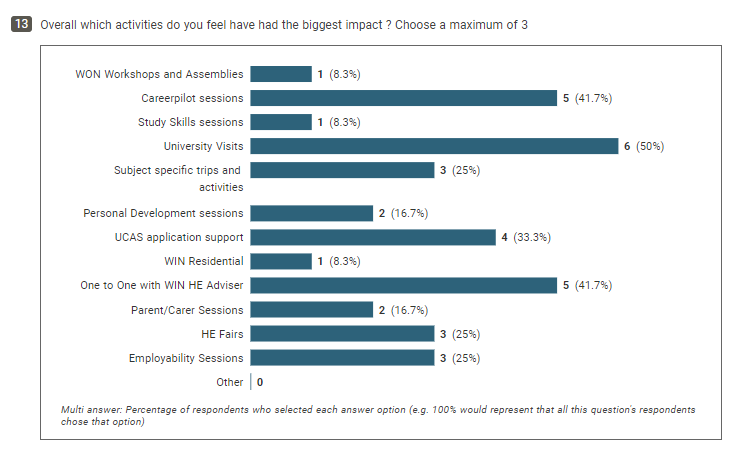 13 Overall which activities do you feel have had the biggest impact ? Choose a maximum of 3
WON Workshops and Assemblies 1 (8.3%)
Careerpilot sessions 5 (41.7%)
Study Skills sessions 1 (8.3%)
University Visits 6 (50%)
Subject specific trips and 3 (25%)
activities
Personal Development sessions 2 (16.7%)
UCAS application support 4 (33.3%)
WIN Residential 1 (8.3%)
One to One with WIN HE Adviser 5 (41.7%)
Parent/Carer Sessions 2 (16.7%)
HE Fairs 3 (25%)
Employability Sessions 3 (25%)
Other 0
Multi answer: Percentage of respondents who selected each answer option (e.g. 100% would represent that all this question's respondents
chose that option)